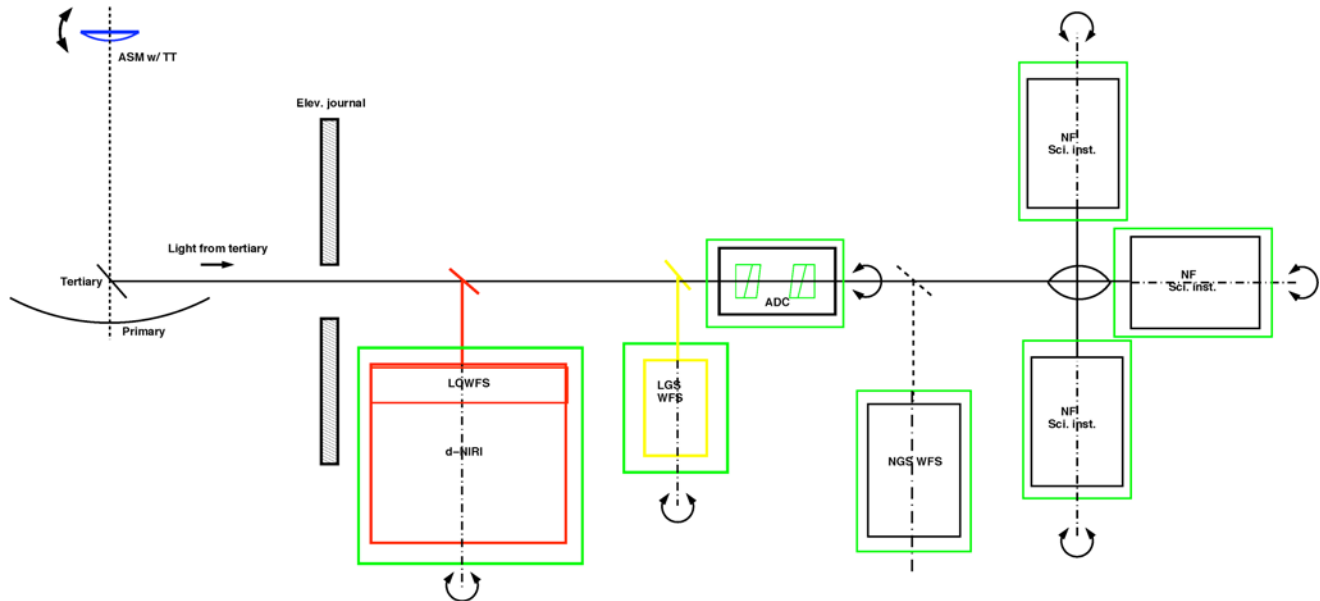 ASM w/ TT
Elev. journal
Light from tertiary
Tertiary
Primary
LOWFS
d-NIRI
LGS
WFS
ADC
NGS WFS
NF
Sci. inst.
NF
Sci. inst.
NF
Sci. inst.